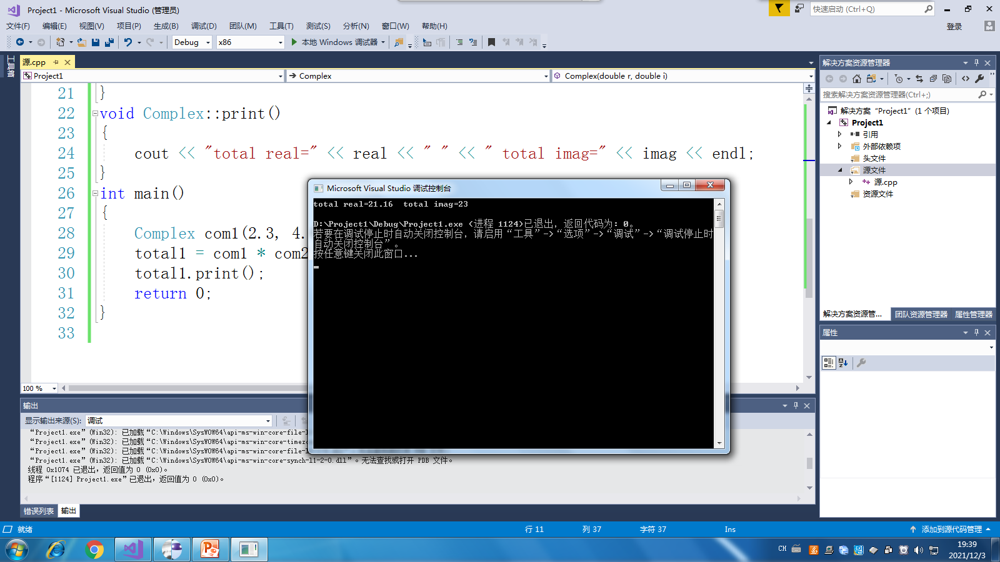 Project1 - Microsoft Visual Studio (管理员)
快速启动 (Ctrl+Q)
文件(F) 编辑(E) 视图(V) 项目(P) 生成(B) 调试(D) 团队(M) 工具(T) 测试(S) 分析(N) 窗口(W) 帮助(H)
登录
Debug x86 本地 Windows 调试器
工具箱
源.cpp
Project1 Complex Complex(double r, double i)
21 }
22 void Complex::print()
23 {
24 cout << "total real=" << real << " " << " total imag=" << imag << endl;
25 }
26 int main()
27 {
28 Complex com1(2.3, 4.
29 total1 = com1 * com2
30 total1.print();
31 return 0;
32 }
33
100 %
Microsoft Visual Studio 调试控制台
total real=21.16  total imag=23
D:\Project1\Debug\Project1.exe (进程 1124)已退出，返回代码为: 0。
若要在调试停止时自动关闭控制台，请启用“工具”->“选项”->“调试”->“调试停止时
自动关闭控制台”。
按任意键关闭此窗口...
输出
显示输出来源(S): 调试
“Project1.exe” (Win32): 已加载“C:\Windows\SysWOW64\api-ms-win-core-file-l
“Project1.exe” (Win32): 已加载“C:\Windows\SysWOW64\api-ms-win-core-timezo
“Project1.exe” (Win32): 已加载“C:\Windows\SysWOW64\api-ms-win-core-file-l
“Project1.exe” (Win32): 已加载“C:\Windows\SysWOW64\api-ms-win-core-synch-l1-2-0.dll”。无法查找或打开 PDB 文件。
线程 0x1074 已退出，返回值为 0 (0x0)。
程序“[1124] Project1.exe”已退出，返回值为 0 (0x0)。
错误列表 输出
解决方案资源管理器
搜索解决方案资源管理器(Ctrl+;)
解决方案“Project1”(1 个项目)
Project1
引用
外部依赖项
头文件
源文件
源.cpp
资源文件
解决方案资源管... 团队资源管理器 属性管理器
属性
就绪 行 11 列 37 字符 37 Ins 添加到源代码管理
CH
19:39
2021/12/3